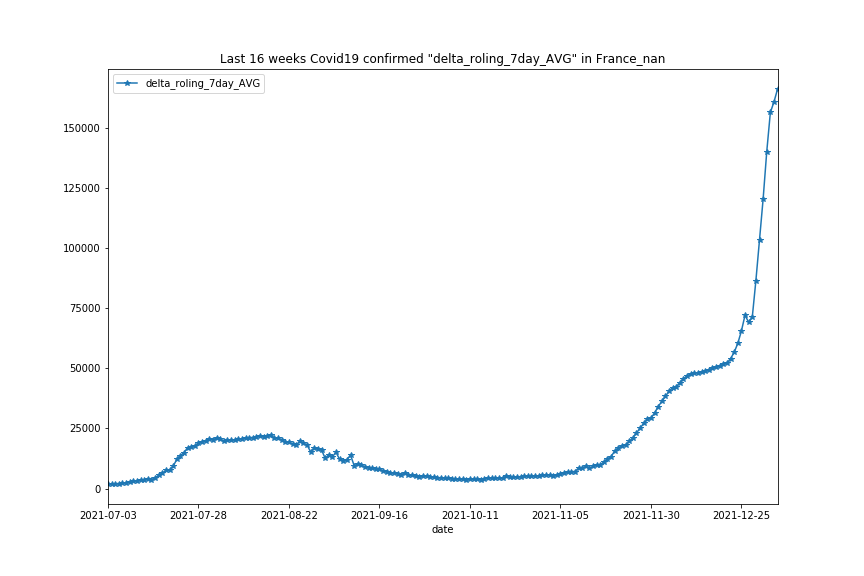 Last 16 weeks Covid19 confirmed "delta_roling_7day_AVG" in France_nan
delta_roling_7day_AVG
150000
125000
100000
75000
50000
25000
0
2021-07-03 2021-07-28 2021-08-22 2021-09-16 2021-10-11 2021-11-05 2021-11-30 2021-12-25
date